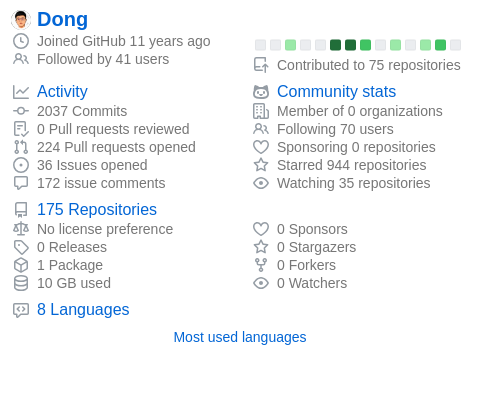 Dong
Joined GitHub 11 years ago
Followed by 41 users
Contributed to 75 repositories
Activity
2037 Commits
0 Pull requests reviewed
224 Pull requests opened
36 Issues opened
172 issue comments
Community stats
Member of 0 organizations
Following 70 users
Sponsoring 0 repositories
Starred 944 repositories
Watching 35 repositories
175 Repositories
No license preference
0 Releases
1 Package
10 GB used
0 Sponsors
0 Stargazers
0 Forkers
0 Watchers
8 Languages
Most used languages